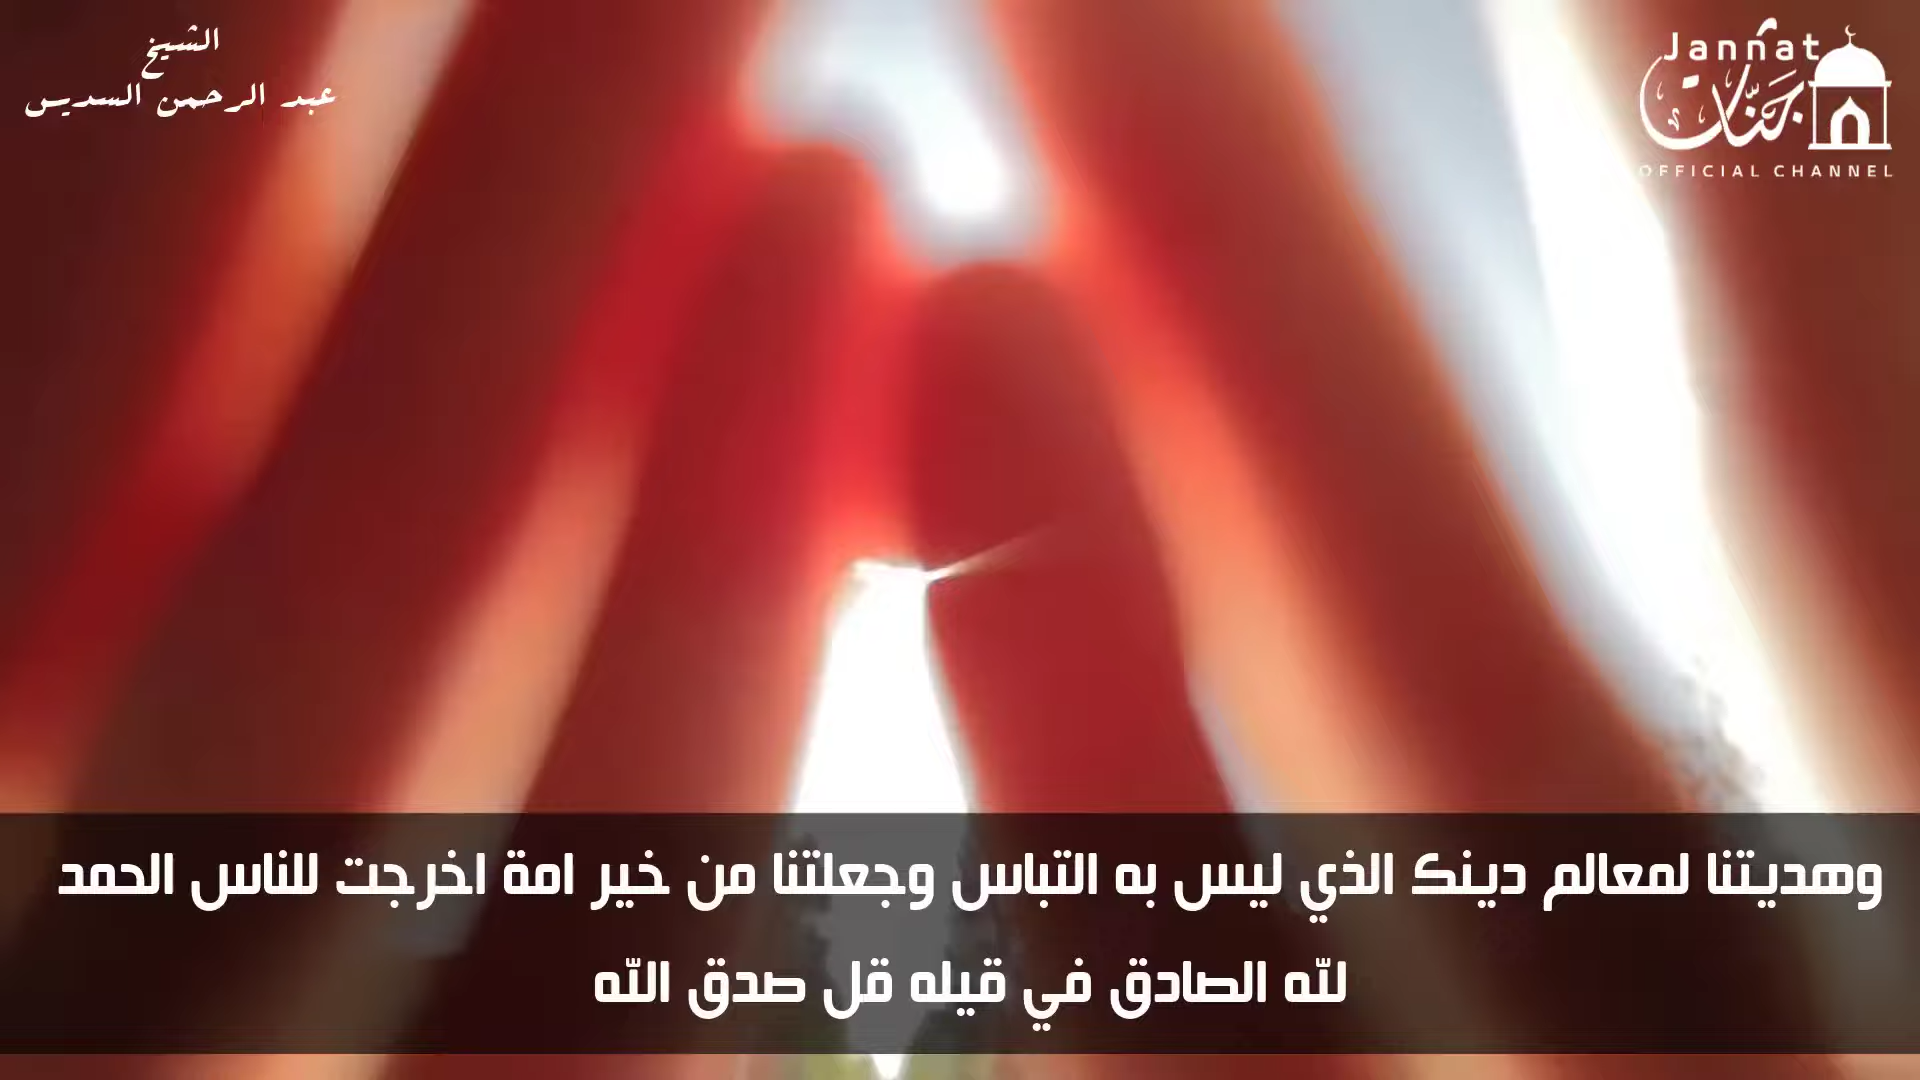 الشيخ
عبد الرحمن السديس
Jannat
جنات
OFFICIAL CHANNEL
وهديتنا لمعالم دينك الذي ليس به التباس وجعلتنا من خير امة اخرجت للناس الحمد
لله الصادق في قيله قل صدق الله